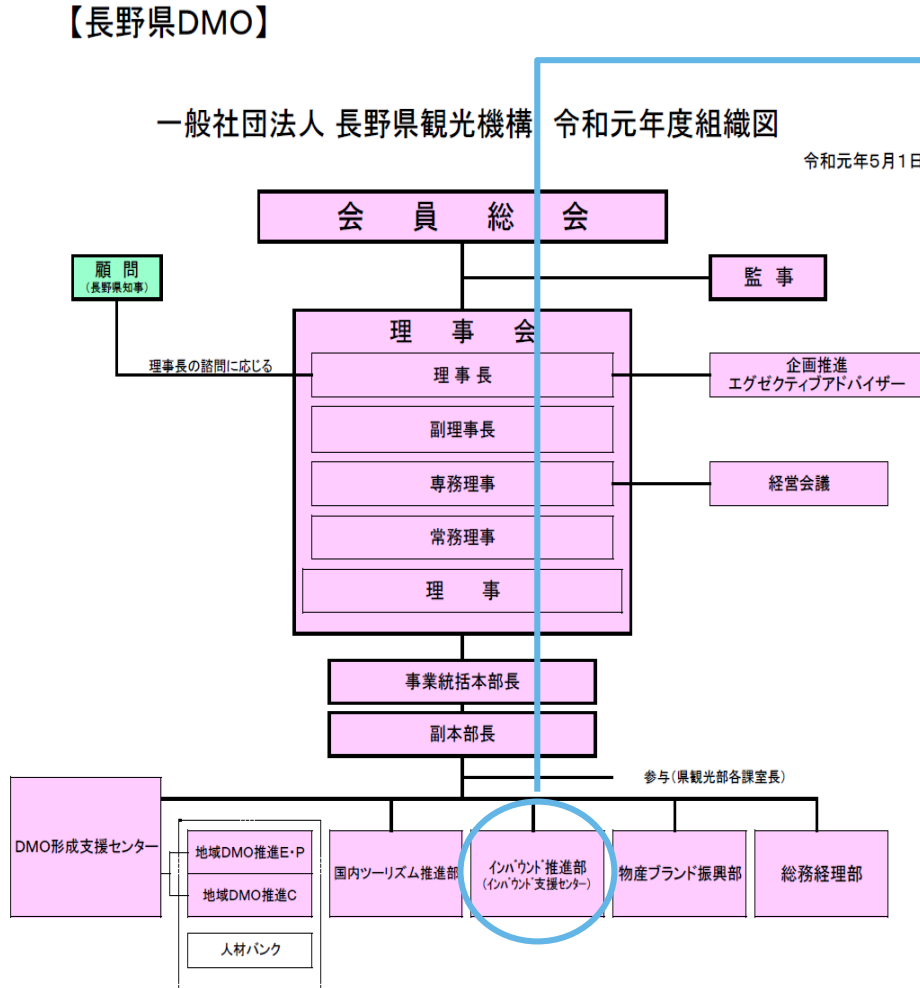 【長野県DMO】
一般社団法人 長野県観光機構 令和元年度組織図
令和元年5月1日
会員総会
顧問
(長野県知事)
監事
理事会
理事長の諮問に応じる
理事長
企画推進
エグゼクティブアドバイザー
副理事長
専務理事
経営会議
常務理事
理事
事業統括本部長
副本部長
参与(県観光部各課室長)
DMO形成支援センター
地域DMO推進E・P
地域DMO推進C
人材バンク
国内ツーリズム推進部
インバウンド推進部
(インバウンド支援センター)
物産ブランド振興部
総務経理部